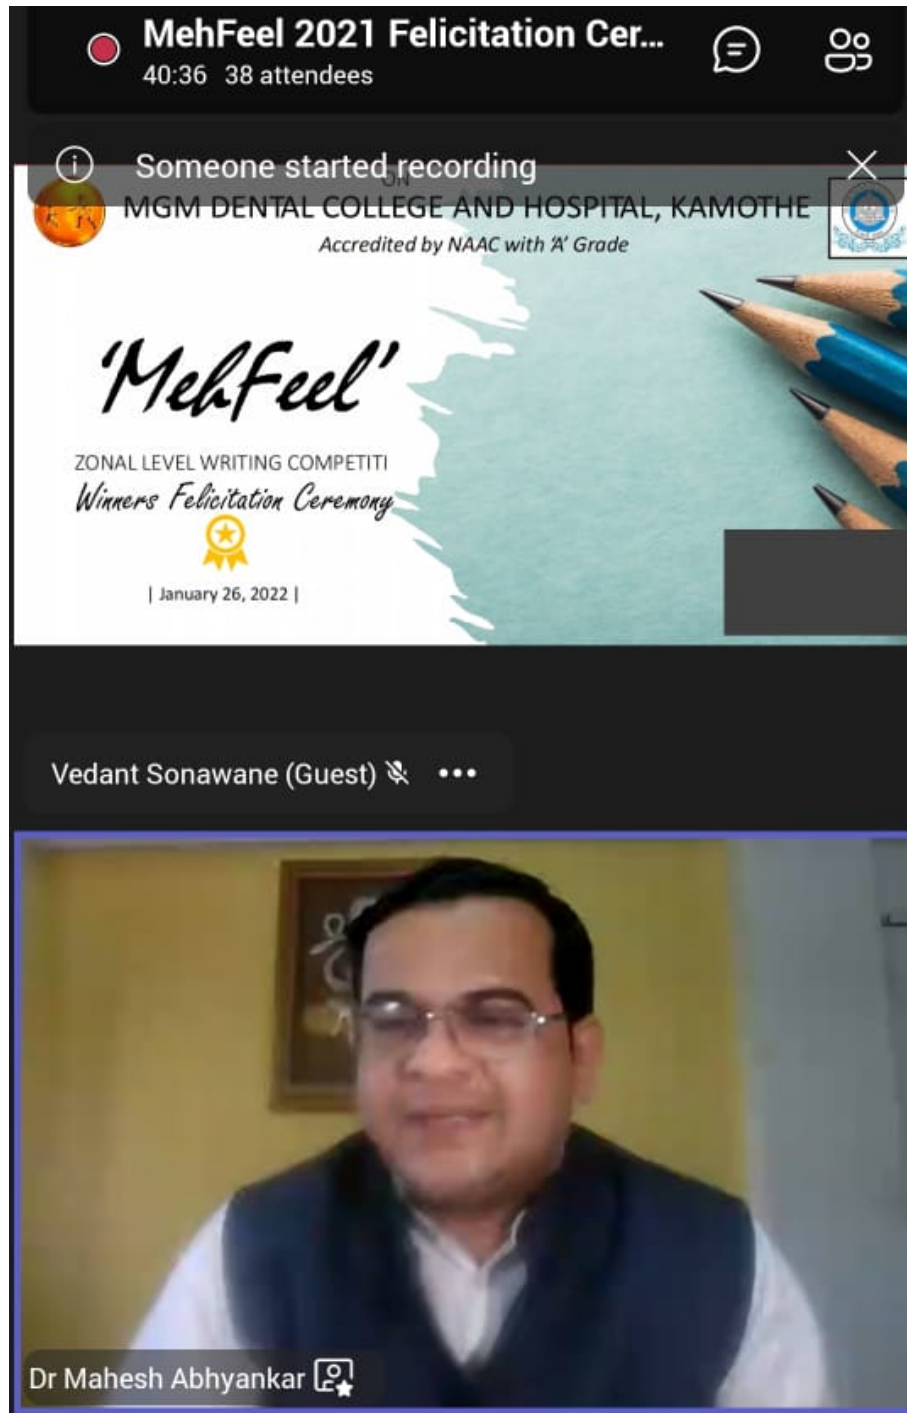 MehFeel 2021 Felicitation Cer...
40:36 38 attendees
Someone started recording
ON
MGM DENTAL COLLEGE AND HOSPITAL, KAMOTHE
Accredited by NAAC with 'A' Grade
'MehFeel'
ZONAL LEVEL WRITING COMPETITI
Winners Felicitation Ceremony
| January 26, 2022 |
Vedant Sonawane (Guest)
Dr Mahesh Abhyankar